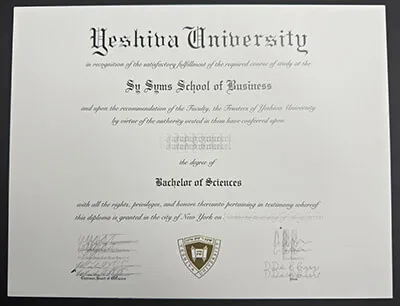 Yeshiva University
in recognition of the satisfactory fulfillment of the required course of study at the
Sy Syms School of Business
and upon the recommendation of the Faculty, the Trustees of Yeshiva University
by virtue of the authority vested in them have conferred upon
the degree of
Bachelor of Sciences
with all the rights, privileges, and honors thereunto pertaining in testimony whereof
this diploma is granted in the city of New York on